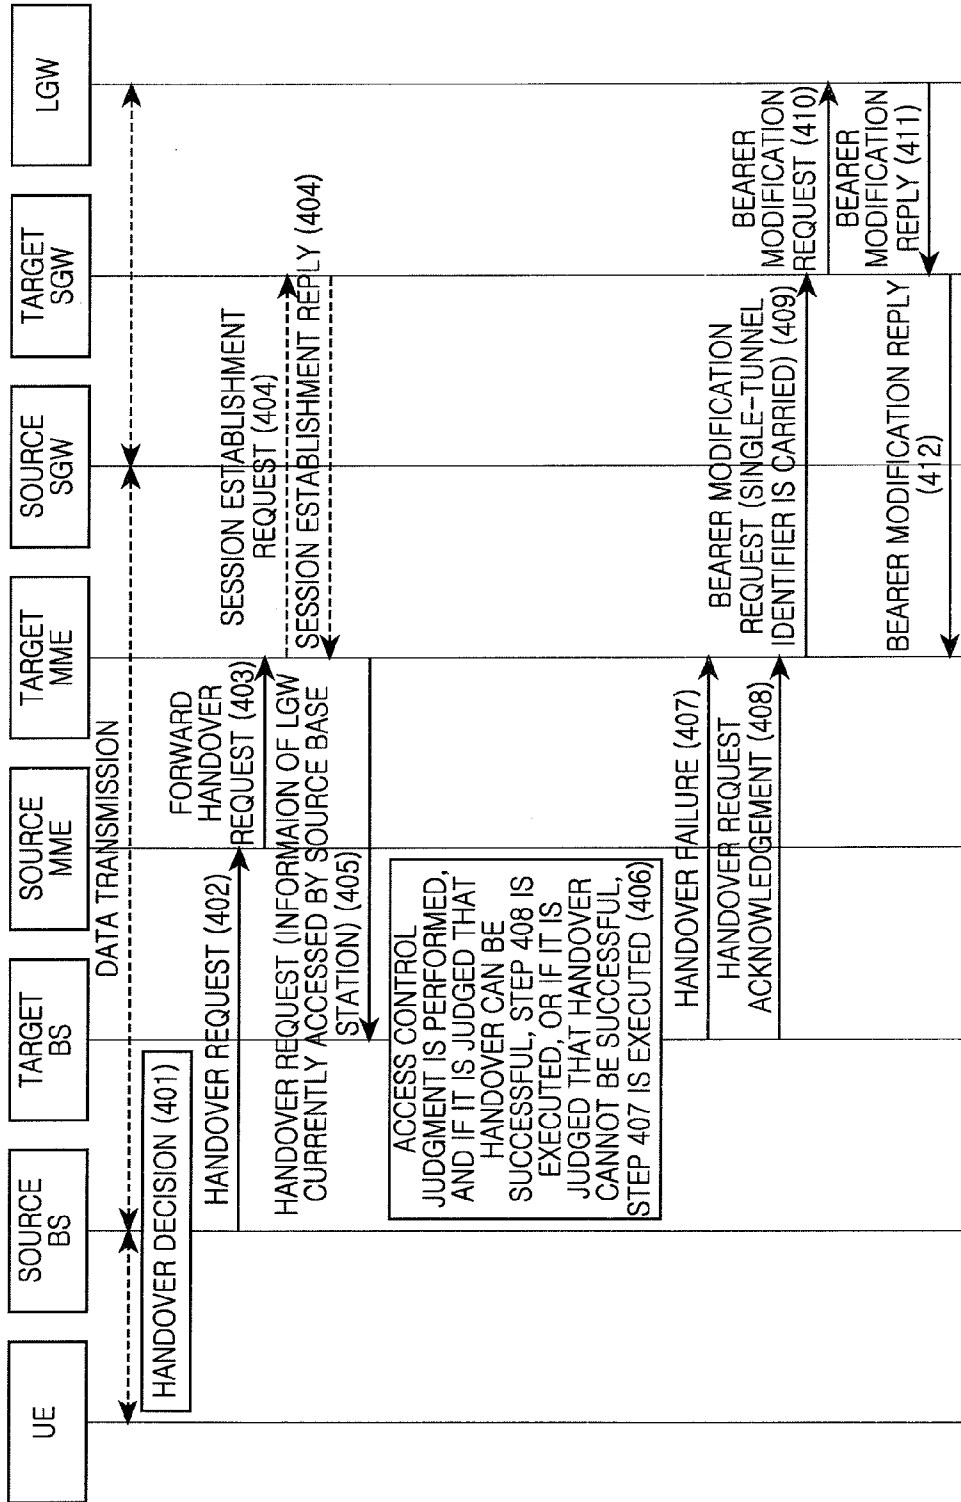 UE
SOURCE
BS
TARGET
BS
SOURCE
MME
TARGET
MME
SOURCE
SGW
TARGET
SGW
LGW
DATA TRANSMISSION
HANDOVER DECISION (401)
HANDOVER REQUEST (402)
FORWARD
HANDOVER
REQUEST (403)
SESSION ESTABLISHMENT
REQUEST (404)
SESSION ESTABLISHMENT REPLY (404)
HANDOVER REQUEST (INFORMAION OF LGW
CURRENTLY ACCESSED BY SOURCE BASE
STATION) (405)
ACCESS CONTROL
JUDGMENT IS PERFORMED,
AND IF IT IS JUDGED THAT
HANDOVER CAN BE
SUCCESSFUL, STEP 408 IS
EXECUTED, OR IF IT IS
JUDGED THAT HANDOVER
CANNOT BE SUCCESSFUL,
STEP 407 IS EXECUTED (406)
HANDOVER FAILURE (407)
HANDOVER REQUEST
ACKNOWLEDGEMENT (408)
BEARER MODIFICATION
REQUEST (SINGLE-TUNNEL
IDENTIFIER IS CARRIED) (409)
BEARER
MODIFICATION
REQUEST (410)
BEARER
MODIFICATION
REPLY (411)
BEARER MODIFICATION REPLY
(412)